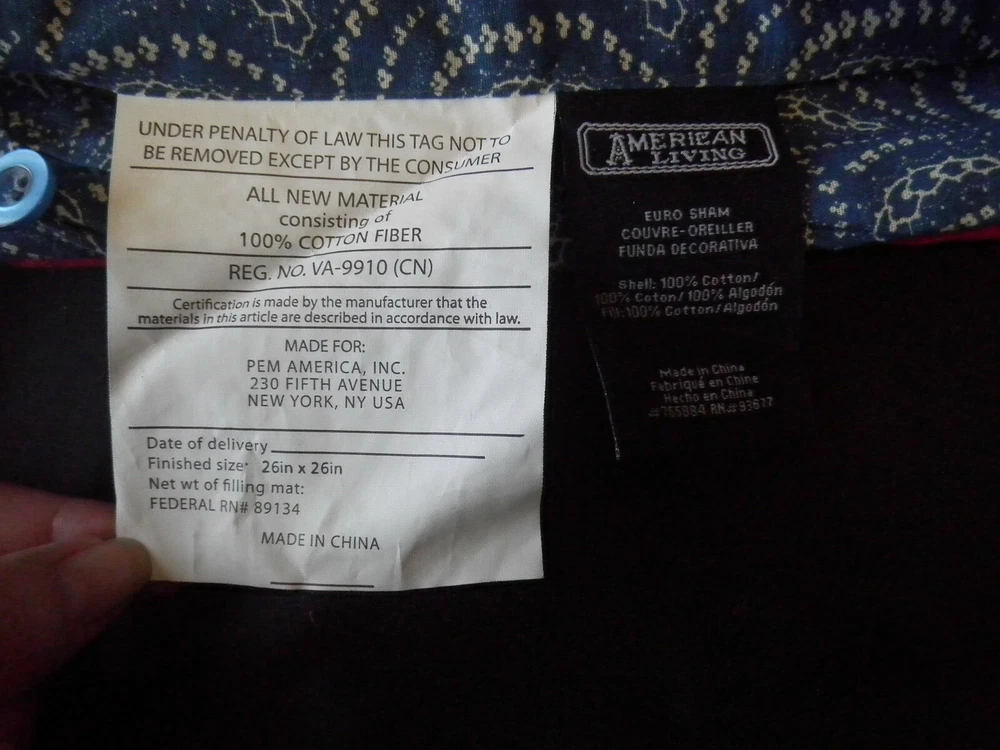 UNDER PENALTY OF LAW THIS TAG NOT TO
BE REMOVED EXCEPT BY THE CONSUMER
ALL NEW MATERIAL
consisting of
100% COTTON FIBER
REG. NO. VA-9910 (CN)
Certification is made by the manufacturer that the
materials in this article are described in accordance with law.
MADE FOR:
PEM AMERICA, INC.
230 FIFTH AVENUE
NEW YORK, NY USA
Date of delivery
Finished size: 26in x 26in
Net wt of filling mat:
FEDERAL RN# 89134
MADE IN CHINA
AMERICAN
LIVING
EURO SHAM
COUVRE-OREILLER
FUNDA DECORATIVA
Shell: 100% Cotton/
100% Coton/100% Algodón
Fill: 100% Cotton/Algodón
Made in China
Fabriqué en Chine
Hecho en China
RN#93677